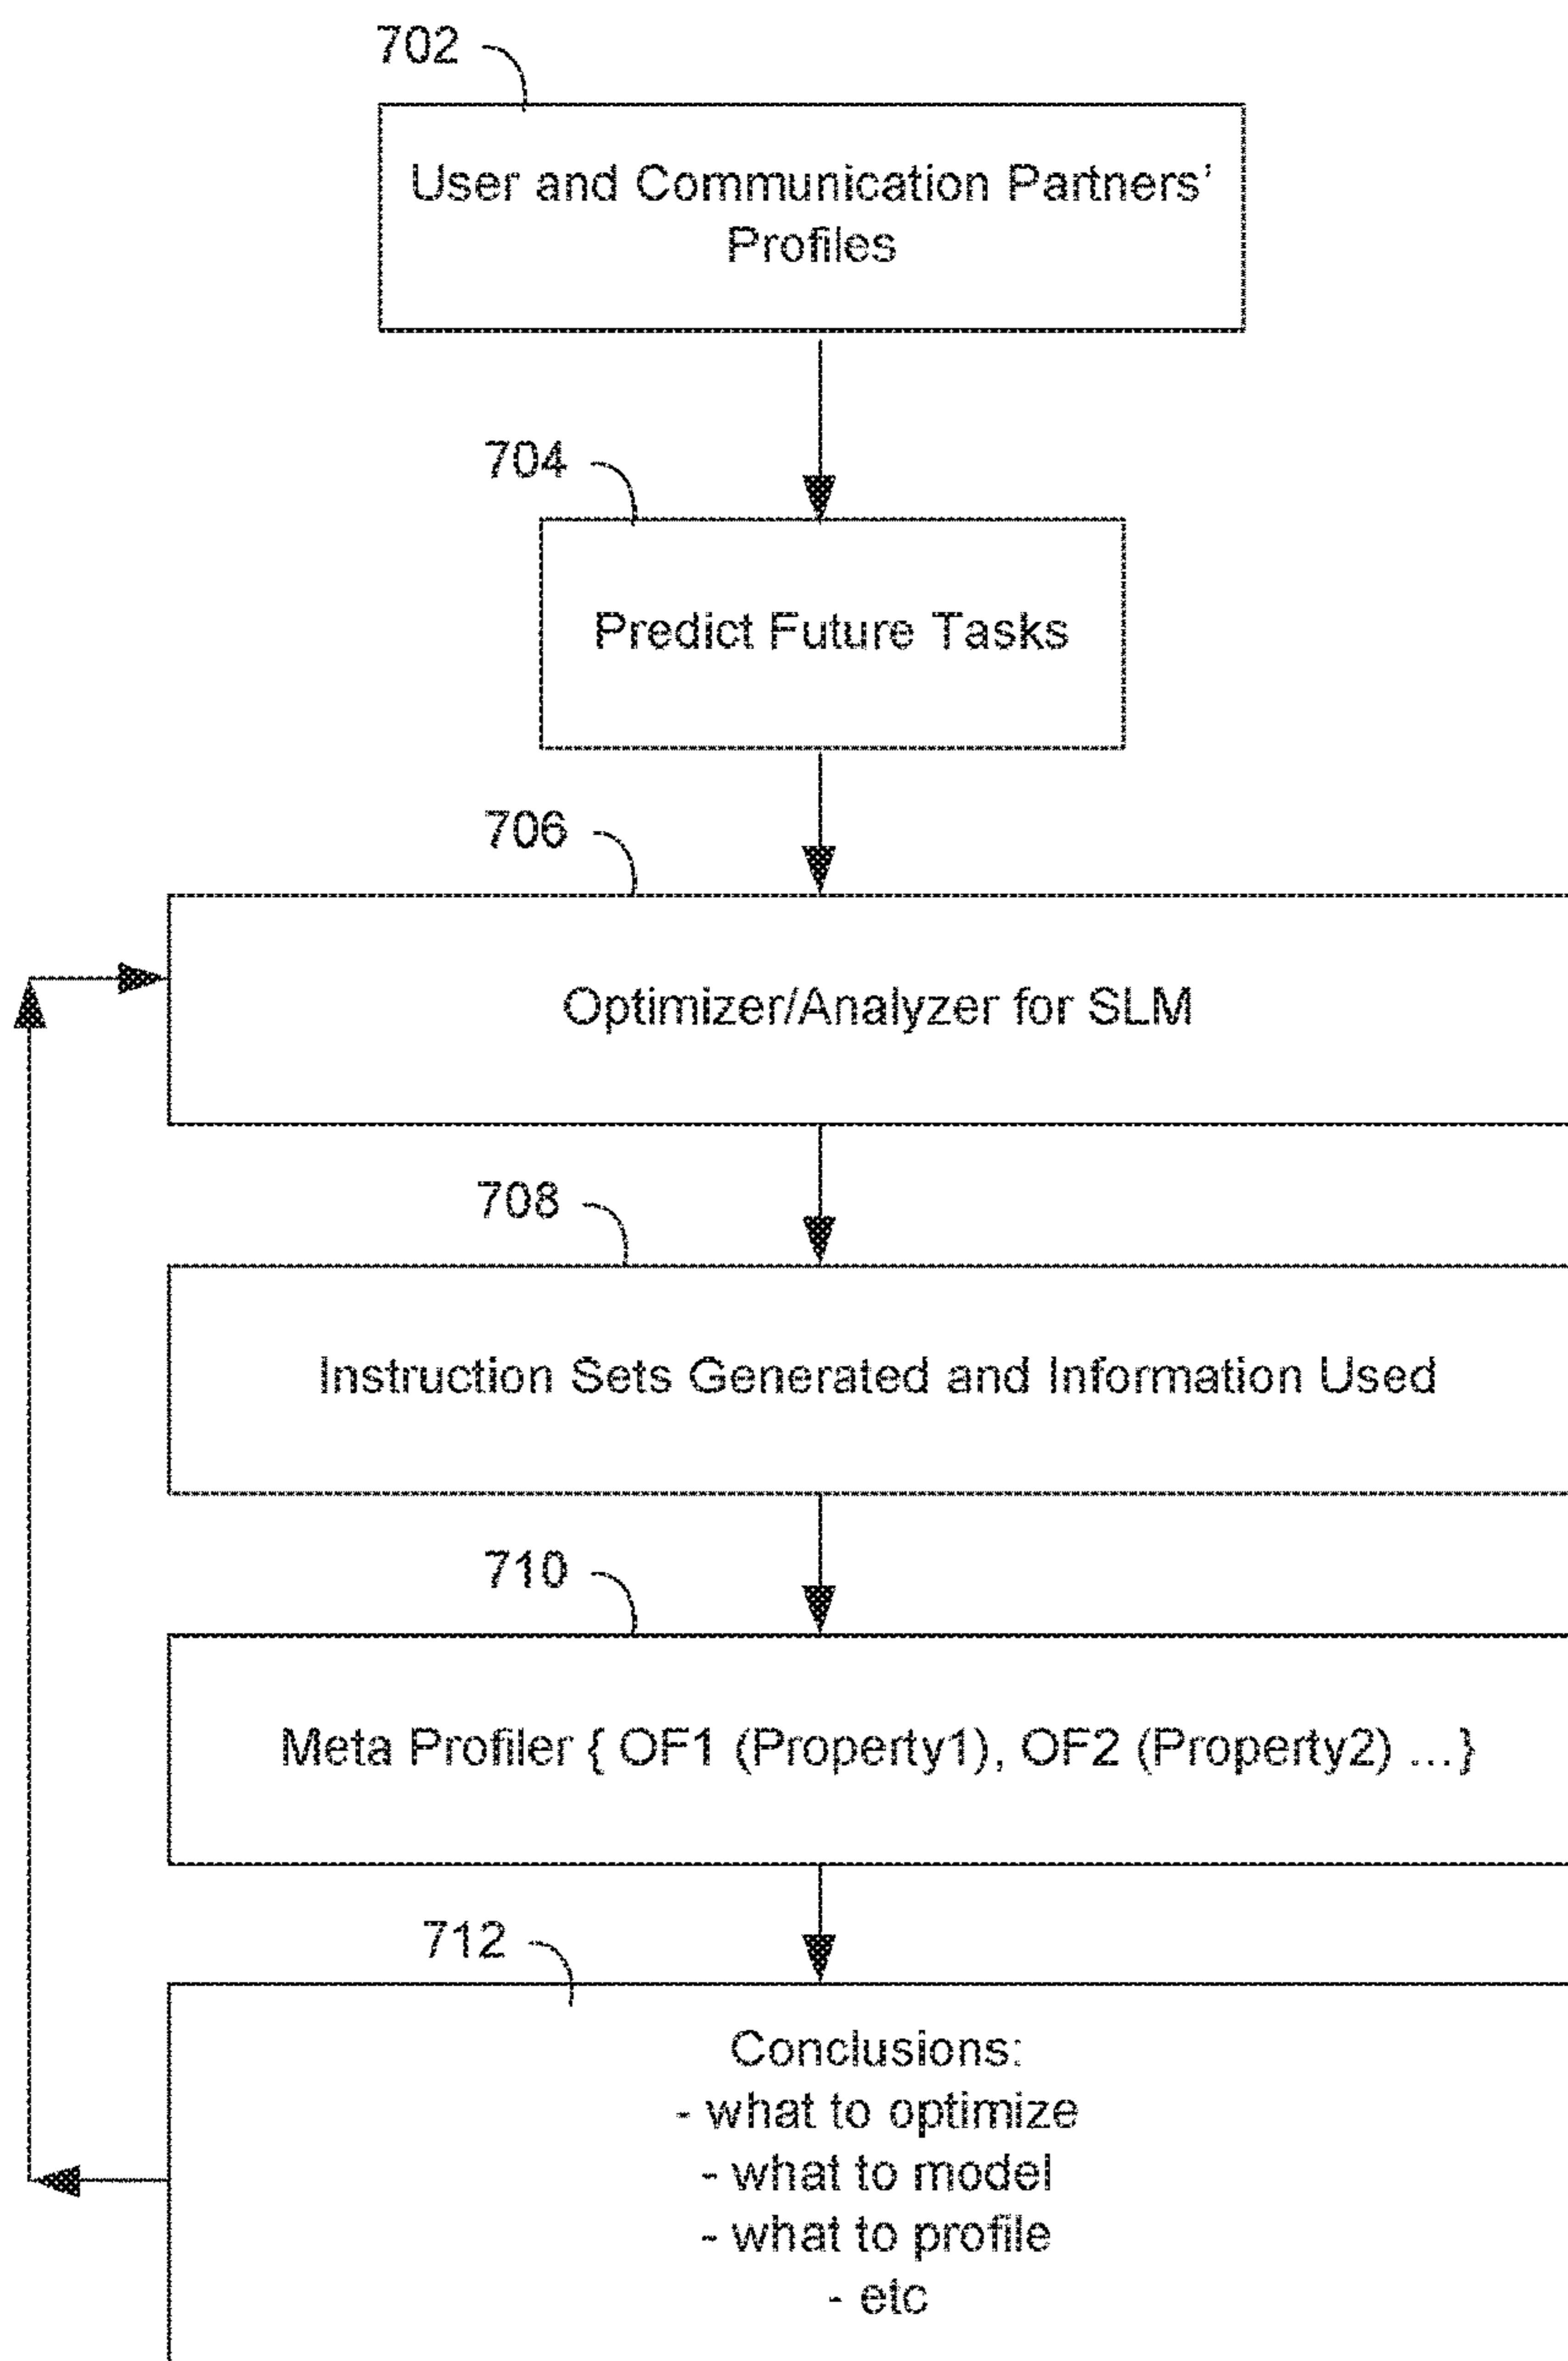 702
User and Communication Partners'
Profiles
704
Predict Future Tasks
706
Optimizer/Analyzer for SLM
708
Instruction Sets Generated and Information Used
710
Meta Profiler { OF1 (Property1), OF2 (Property2) ...}
712
Conclusions:
- what to optimize
- what to model
- what to profile
- etc